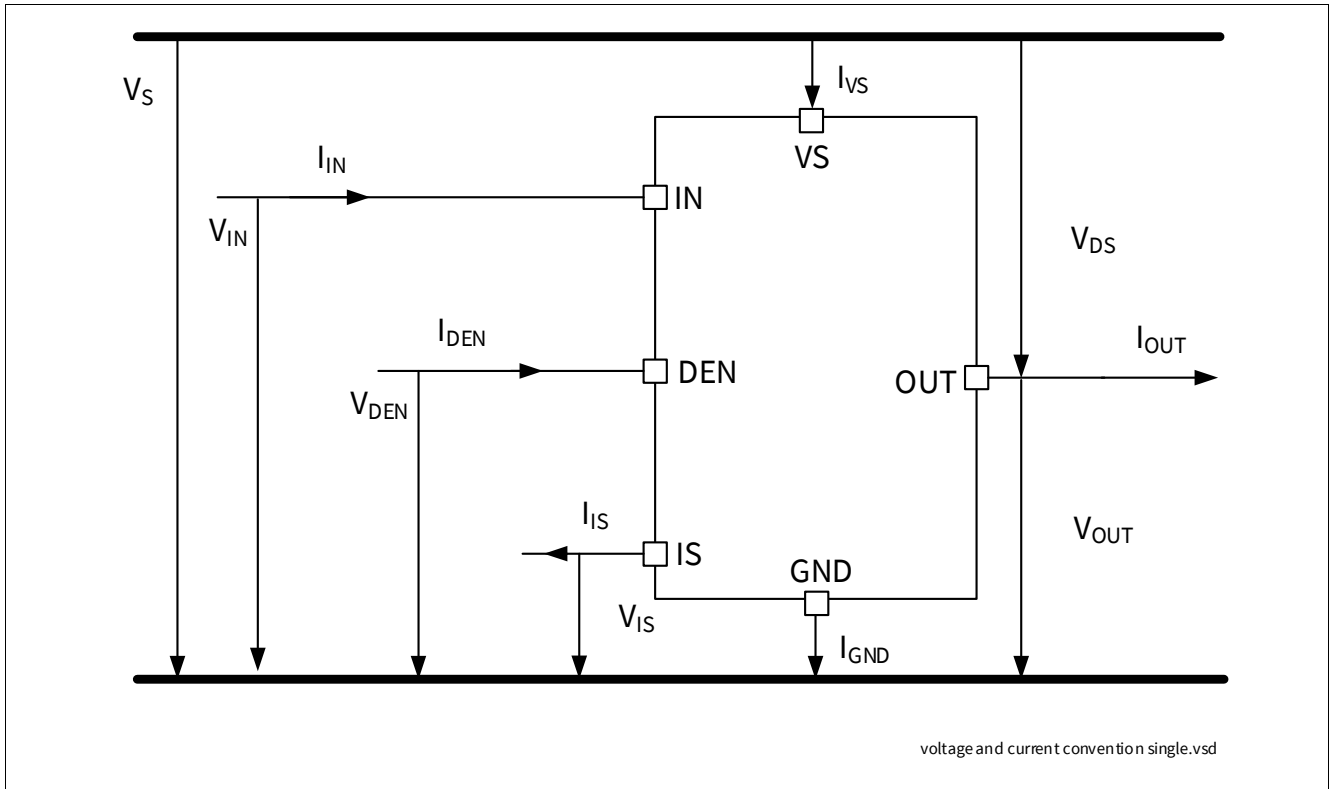 V_S
I_VS
VS
I_IN
IN
V_IN
V_DS
I_DEN
I_OUT
DEN
OUT
V_DEN
I_IS
V_OUT
IS
GND
V_IS
I_GND
voltage and current convention single.vsd